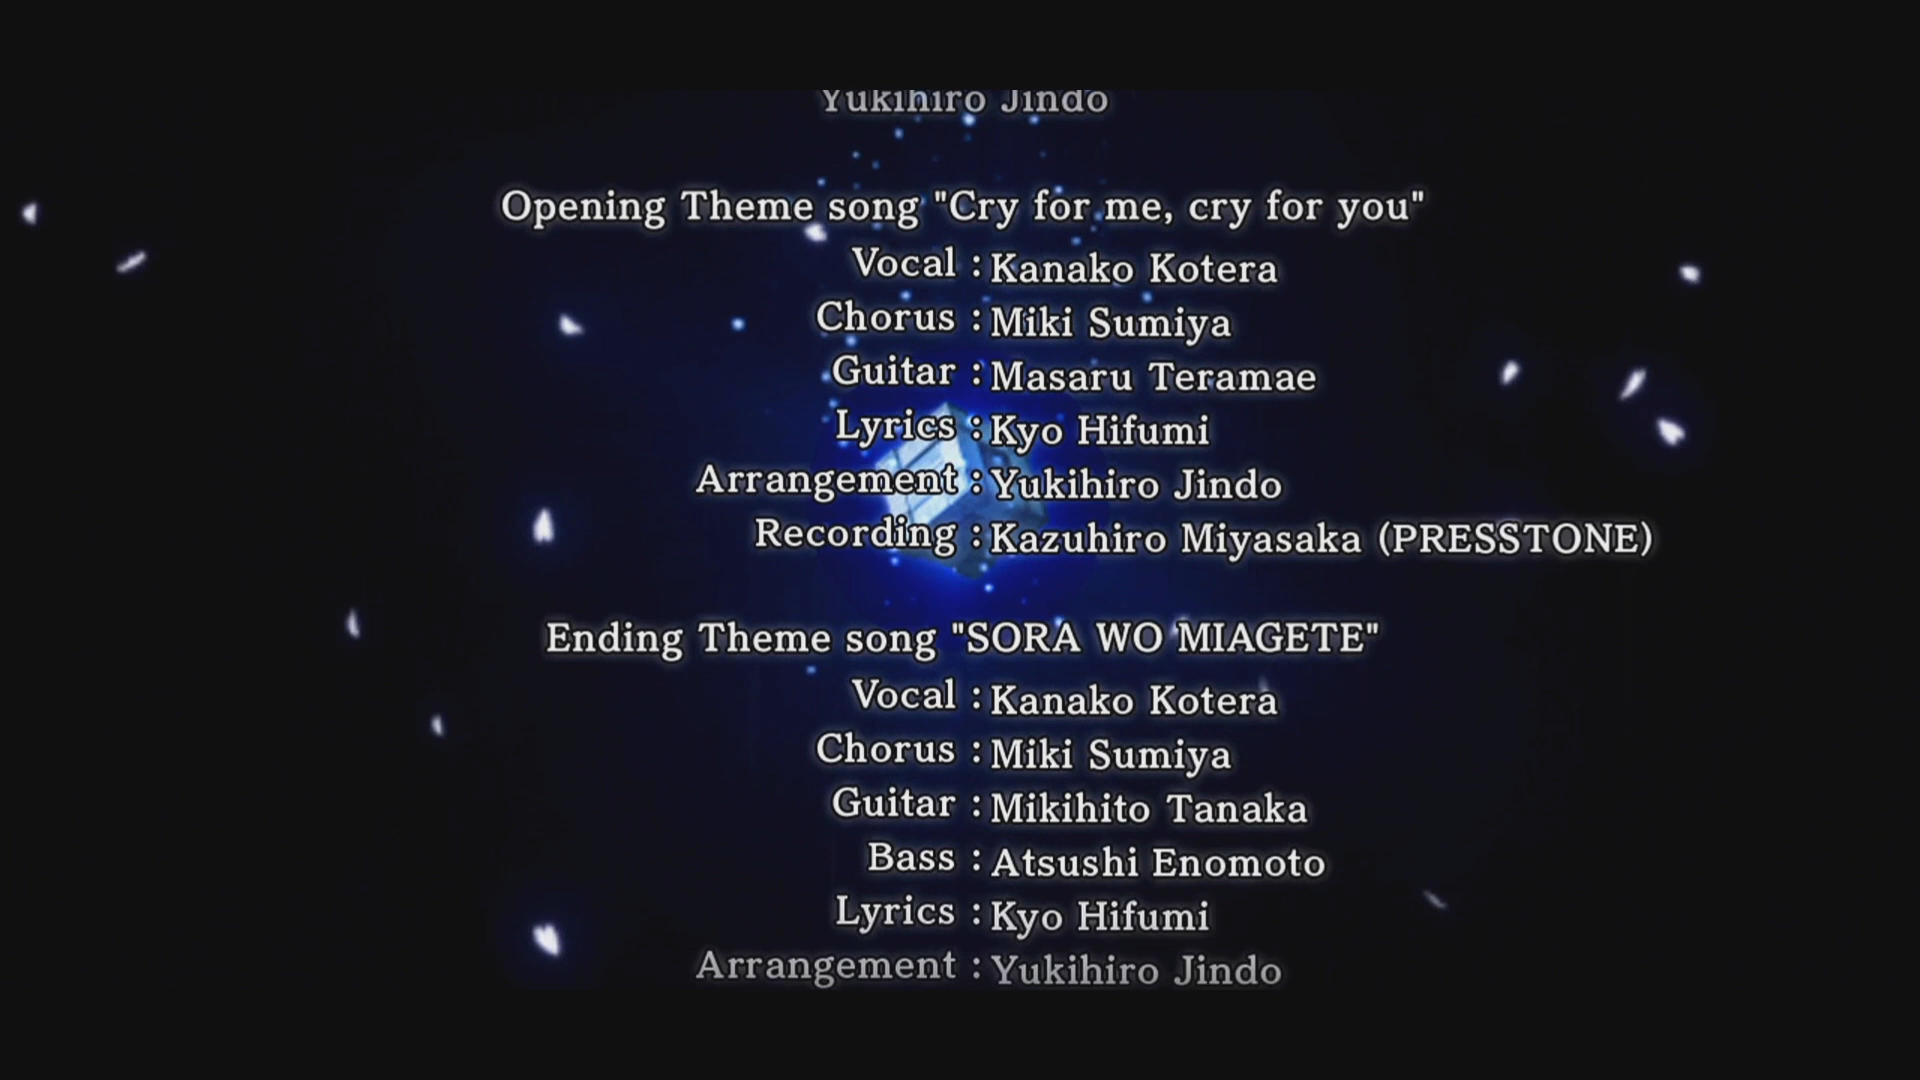 Yukihiro Jindo
Opening Theme song "Cry for me, cry for you"
Vocal : Kanako Kotera
Chorus : Miki Sumiya
Guitar : Masaru Teramae
Lyrics : Kyo Hifumi
Arrangement : Yukihiro Jindo
Recording : Kazuhiro Miyasaka (PRESSTONE)
Ending Theme song "SORA WO MIAGETE"
Vocal : Kanako Kotera
Chorus : Miki Sumiya
Guitar : Mikihito Tanaka
Bass : Atsushi Enomoto
Lyrics : Kyo Hifumi
Arrangement : Yukihiro Jindo